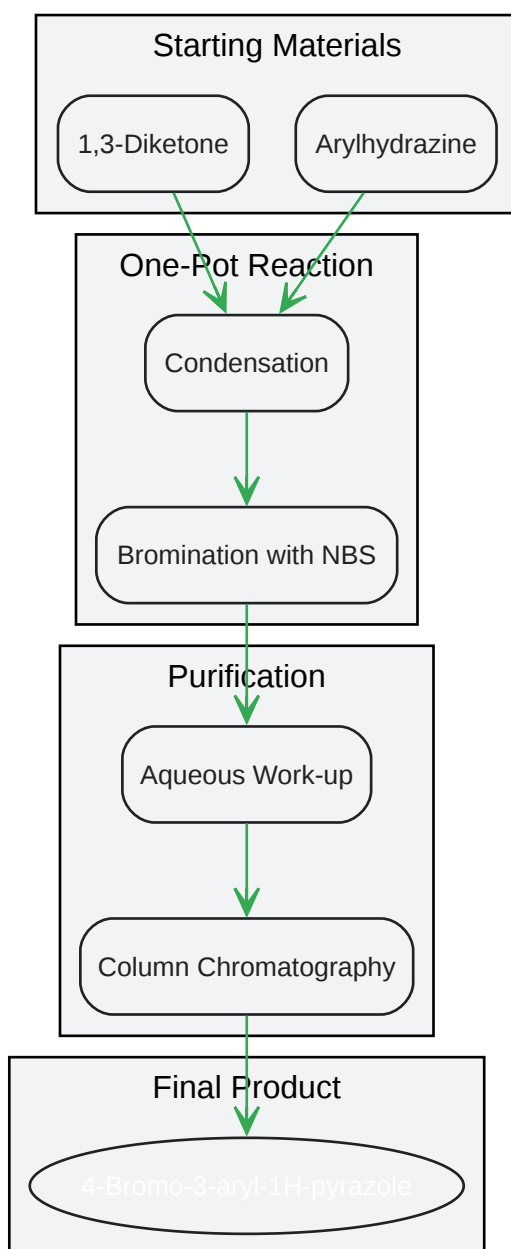 Starting Materials
1,3-Diketone
Arylhydrazine
One-Pot Reaction
Condensation
Bromination with NBS
Purification
Aqueous Work-up
Column Chromatography
Final Product
4-Bromo-3-aryl-1H-pyrazole